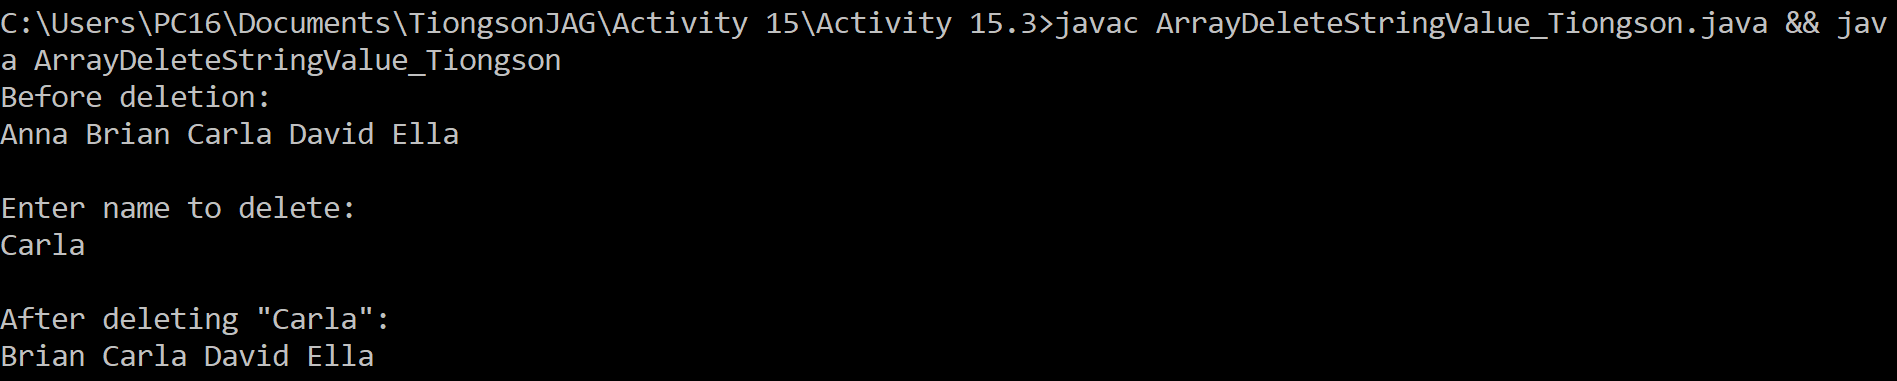 C:\Users\PC16\Documents\TiongsonJAG\Activity 15\Activity 15.3>javac ArrayDeleteStringValue_Tiongson.java && jav
a ArrayDeleteStringValue_Tiongson
Before deletion:
Anna Brian Carla David Ella
Enter name to delete:
Carla
After deleting "Carla":
Brian Carla David Ella